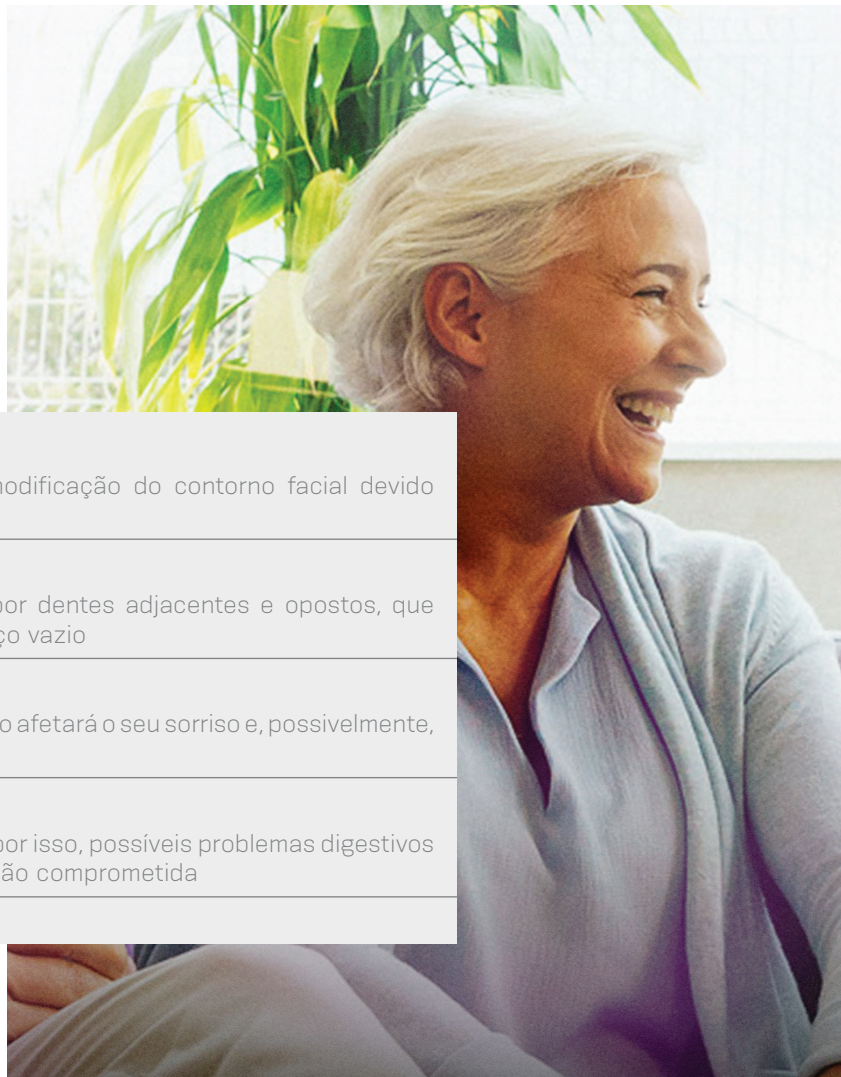 modificação do contorno facial devido
por dentes adjacentes e opostos, que
ço vazio
o afetará o seu sorriso e, possivelmente,
por isso, possíveis problemas digestivos
ão comprometida